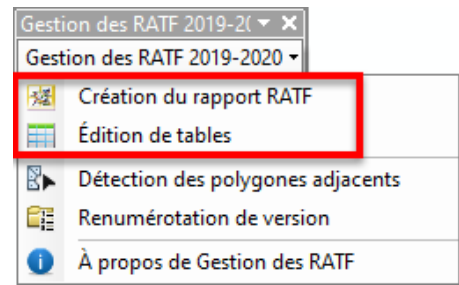 Gestion des RATF 2019-2(
Gestion des RATF 2019-2020
Création du rapport RATF
Édition de tables
Détection des polygones adjacents
Renumérotation de version
À propos de Gestion des RATF